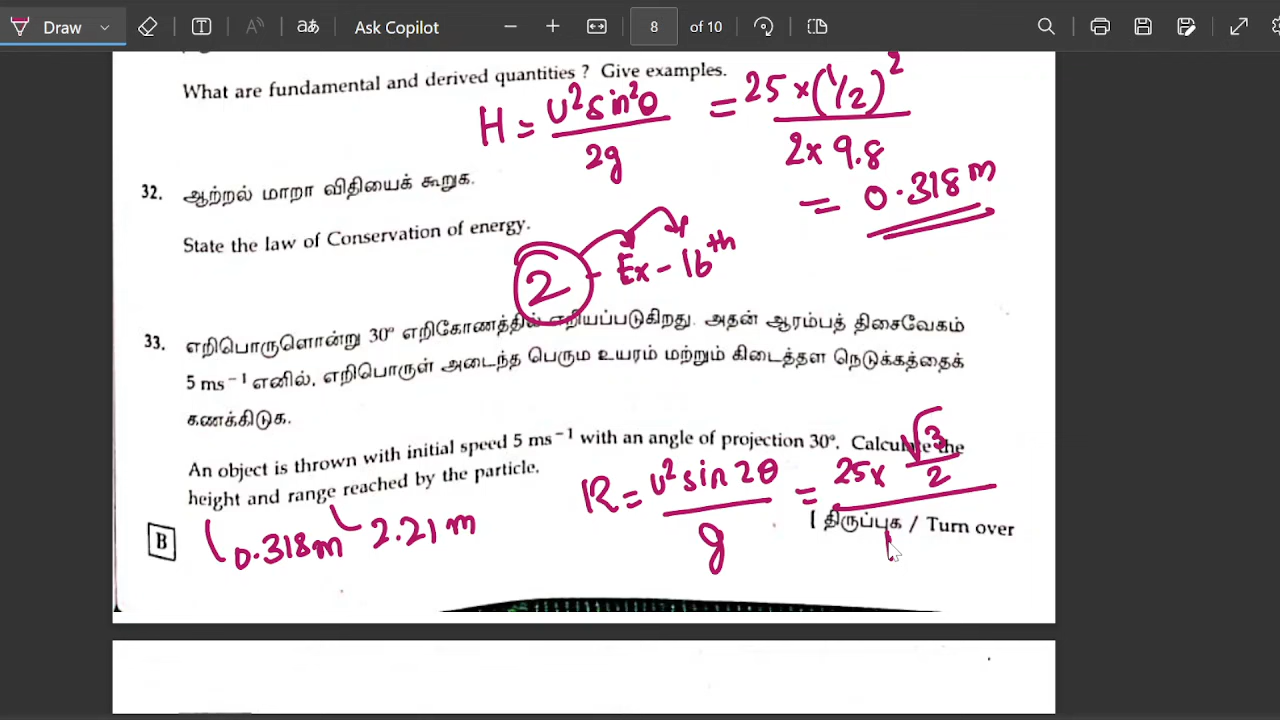 Draw Ask Copilot 8 of 10
What are fundamental and derived quantities ? Give examples.
H = U²sin²θ / 2g = 25 × (1/2)² / 2 × 9.8
= 0.318 m
32. ஆற்றல் மாறா விதியைக் கூறுக.
State the law of Conservation of energy.
2 - Ex - 16th
33. எறிபொருளொன்று 30° எறிகோணத்தில் எறியப்படுகிறது. அதன் ஆரம்பத் திசைவேகம்
5 ms⁻¹ எனில், எறிபொருள் அடைந்த பெரும உயரம் மற்றும் கிடைத்தள நெடுக்கத்தைக்
கணக்கிடுக.
An object is thrown with initial speed 5 ms⁻¹ with an angle of projection 30°. Calculate the
height and range reached by the particle.
R = U² sin 2θ / g = 25 × √3/2
0.318m 2.21 m
B [ திருப்புக / Turn over